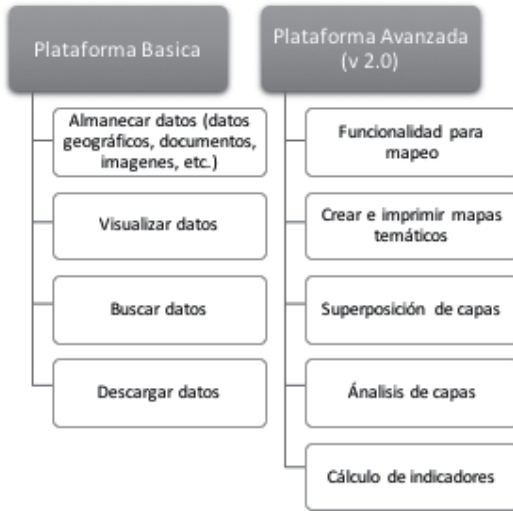 Plataforma Basica
Almanecar datos (datos
geográficos, documentos,
imagenes, etc.)
Visualizar datos
Buscar datos
Descargar datos
Plataforma Avanzada
(v 2.0)
Funcionalidad para
mapeo
Crear e imprimir mapas
temáticos
Superposición de capas
Ánalisis de capas
Cálculo de indicadores